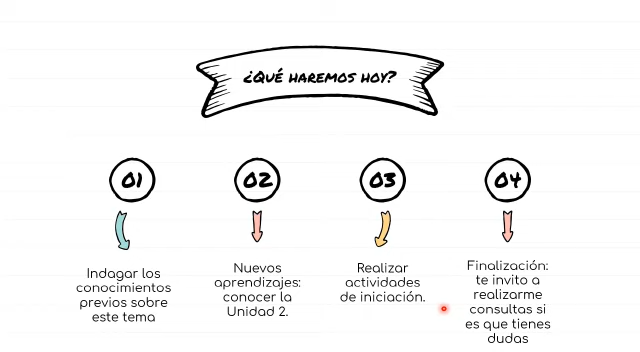 ¿QUÉ HAREMOS HOY?
01
Indagar los
conocimientos
previos sobre
este tema
02
Nuevos
aprendizajes:
conocer la
Unidad 2.
03
Realizar
actividades
de iniciación.
04
Finalización:
te invito a
realizarme
consultas si
es que tienes
dudas